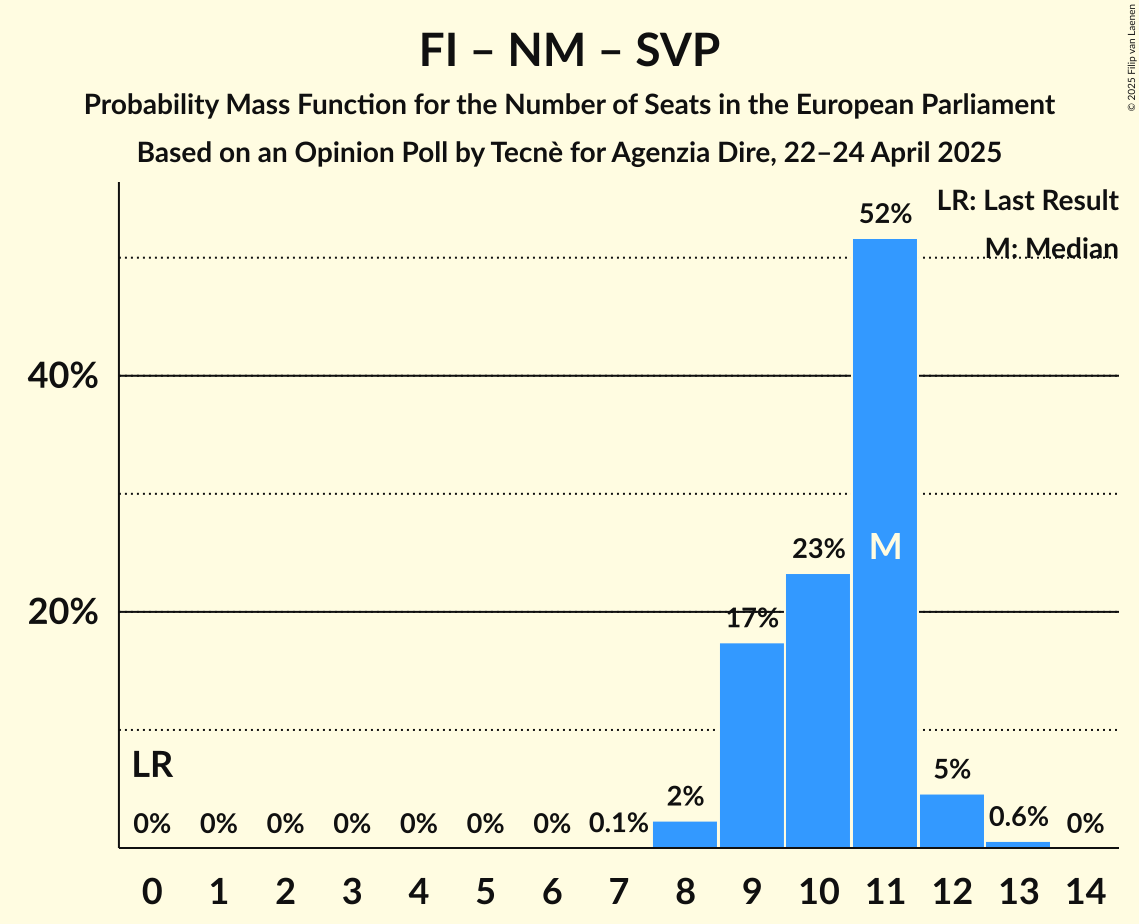 FI – NM – SVP
Probability Mass Function for the Number of Seats in the European Parliament
Based on an Opinion Poll by Tecnè for Agenzia Dire, 22–24 April 2025
© 2025 Filip van Laenen
LR: Last Result
M: Median
52%
40%
23%
M
20%
17%
LR
0% 0% 0% 0% 0% 0% 0% 0.1% 2% 5% 0.6% 0%
0 1 2 3 4 5 6 7 8 9 10 11 12 13 14